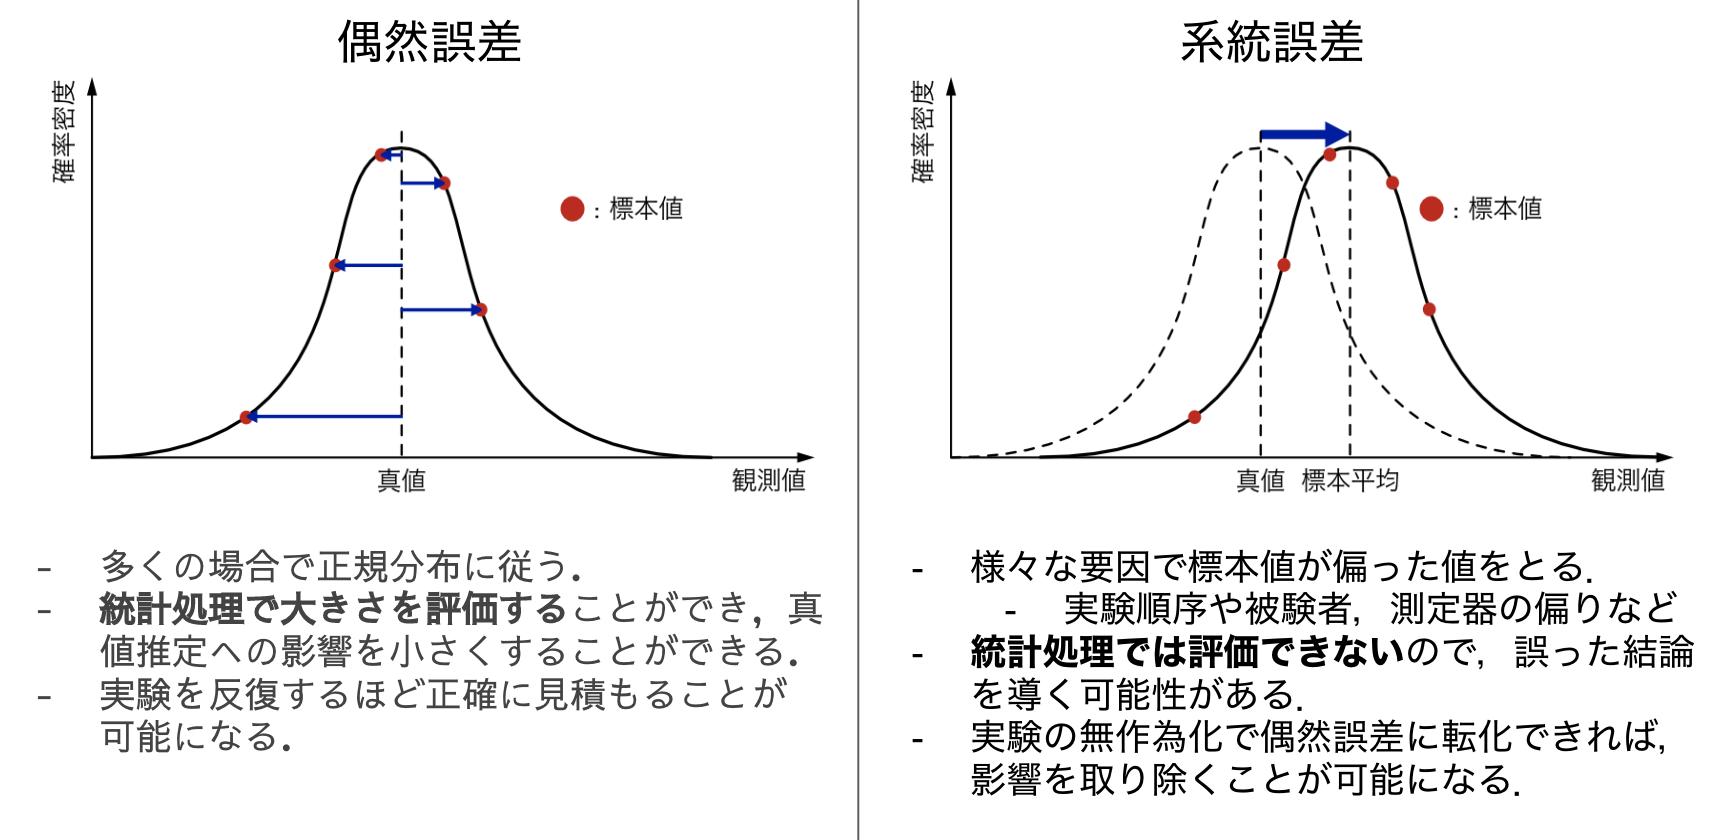 偶然誤差
確率密度
：標本値
真値
観測値
- 多くの場合で正規分布に従う．
- 統計処理で大きさを評価することができ，真
値推定への影響を小さくすることができる．
- 実験を反復するほど正確に見積もることが
可能になる．
系統誤差
確率密度
：標本値
真値 標本平均
観測値
- 様々な要因で標本値が偏った値をとる．
- 実験順序や被験者，測定器の偏りなど
- 統計処理では評価できないので，誤った結論
を導く可能性がある．
- 実験の無作為化で偶然誤差に転化できれば，
影響を取り除くことが可能になる．